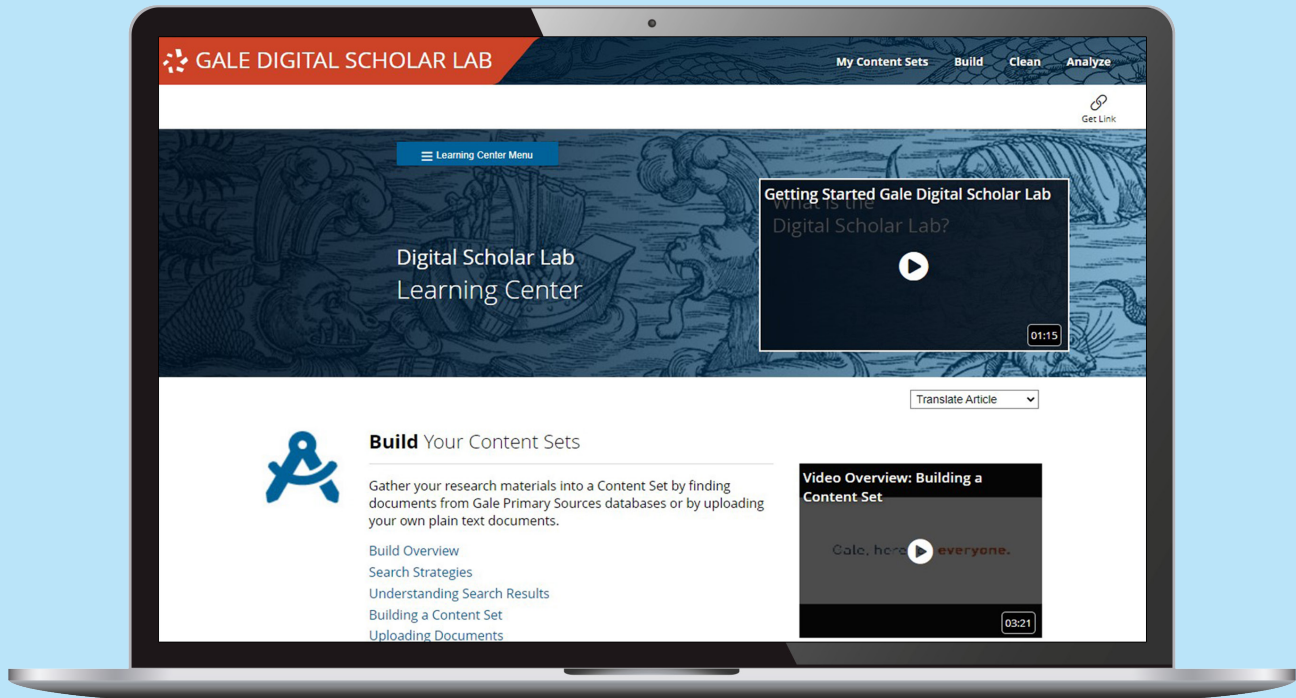 GALE DIGITAL SCHOLAR LAB
My Content Sets Build Clean Analyze
Get Link
Learning Center Menu
Getting Started Gale Digital Scholar Lab
What is the
Digital Scholar Lab?
01:15
Digital Scholar Lab
Learning Center
Translate Article
Build Your Content Sets
Gather your research materials into a Content Set by finding
documents from Gale Primary Sources databases or by uploading
your own plain text documents.
Build Overview
Search Strategies
Understanding Search Results
Building a Content Set
Uploading Documents
Video Overview: Building a
Content Set
Gale, here everyone.
03:21